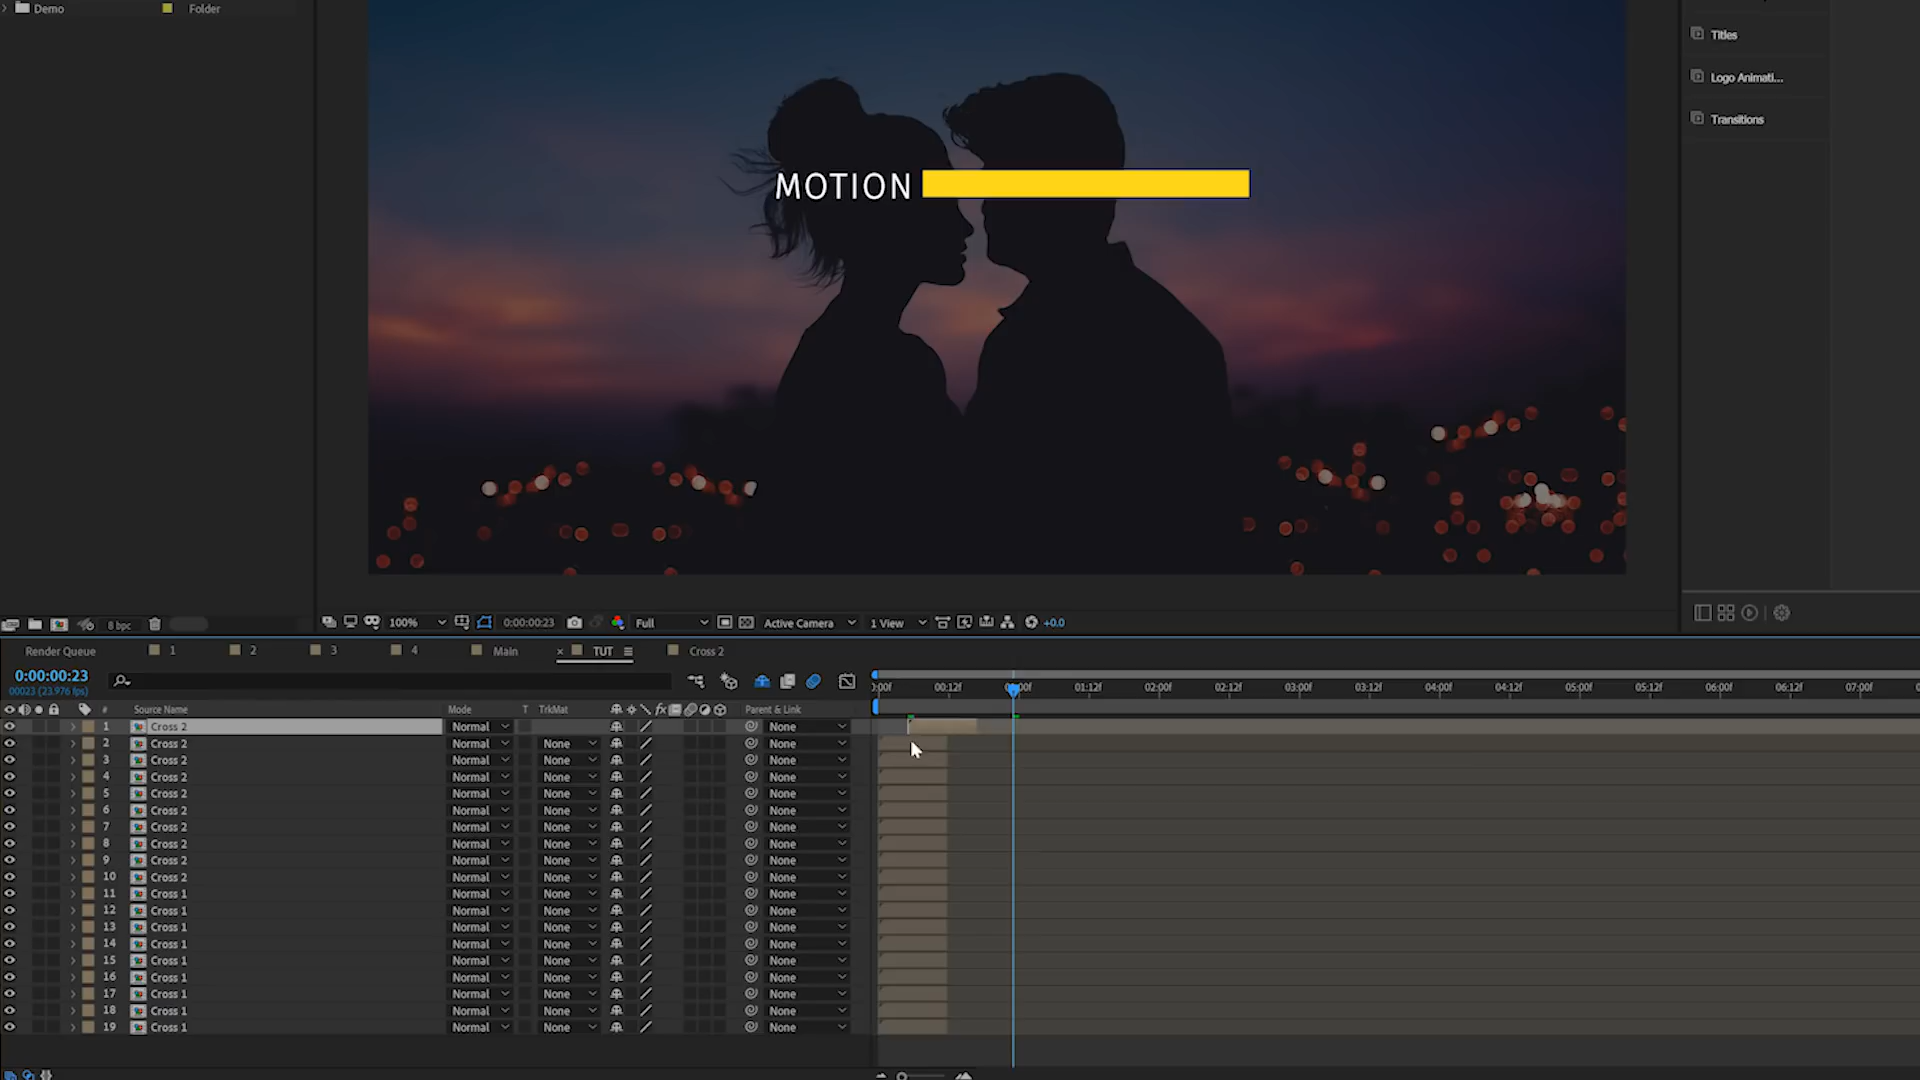 Demo Folder
Titles
Logo Animati...
Transitions
MOTION
8 bpc 100% 0:00:00:23 Full Active Camera 1 View +0.0
Render Queue 1 2 3 4 Main × TUT Cross 2
0:00:00:23
00023 (23.976 fps)
:00f 00:12f 01:12f 02:00f 02:12f 03:00f 03:12f 04:00f 04:12f 05:00f 05:12f 06:00f 06:12f 07:00f
# Source Name Mode T TrkMat fx Parent & Link
1 Cross 2 Normal None
2 Cross 2 Normal None None
3 Cross 2 Normal None None
4 Cross 2 Normal None None
5 Cross 2 Normal None None
6 Cross 2 Normal None None
7 Cross 2 Normal None None
8 Cross 2 Normal None None
9 Cross 2 Normal None None
10 Cross 2 Normal None None
11 Cross 1 Normal None None
12 Cross 1 Normal None None
13 Cross 1 Normal None None
14 Cross 1 Normal None None
15 Cross 1 Normal None None
16 Cross 1 Normal None None
17 Cross 1 Normal None None
18 Cross 1 Normal None None
19 Cross 1 Normal None None